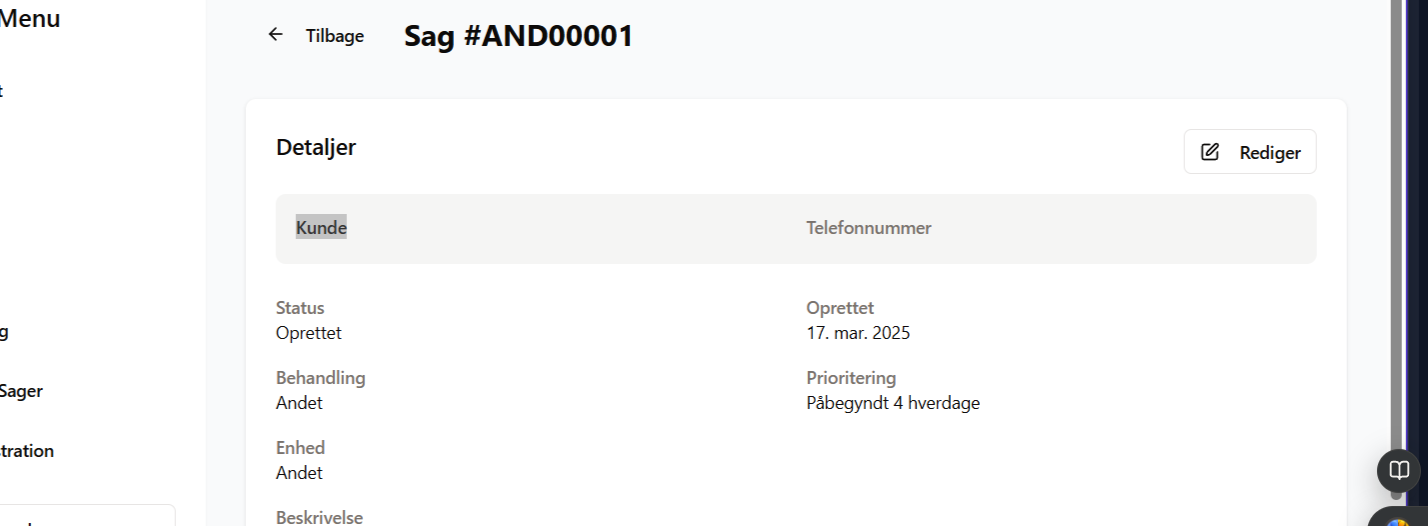 Menu
Tilbage
Sag #AND00001
Detaljer
Rediger
Kunde
Telefonnummer
Status
Oprettet
Oprettet
17. mar. 2025
Behandling
Andet
Prioritering
Påbegyndt 4 hverdage
Enhed
Andet
Beskrivelse
Sager
tration